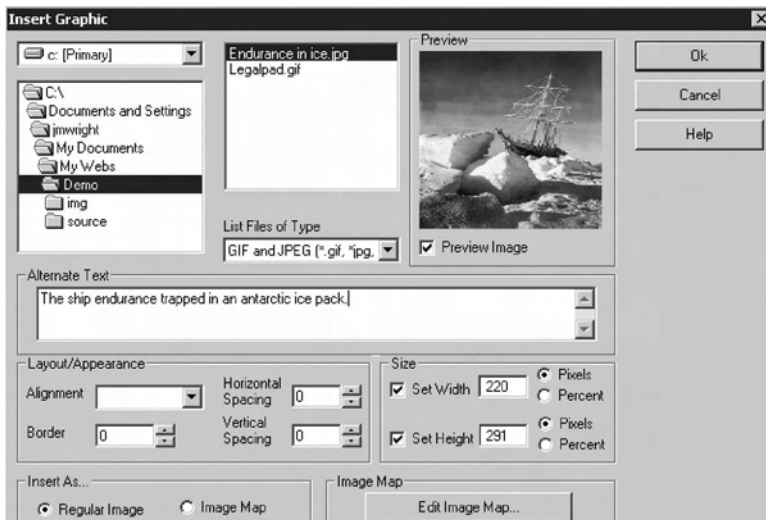 Insert Graphic
c: [Primary]
C:\
Documents and Settings
jmwright
My Documents
My Webs
Demo
img
source
Endurance in ice.jpg
Legalpad.gif
List Files of Type
GIF and JPEG (*.gif, *jpg,
Preview
Preview Image
Ok
Cancel
Help
Alternate Text
The ship endurance trapped in an antarctic ice pack.
Layout/Appearance
Alignment
Horizontal
Spacing 0
Border 0
Vertical
Spacing 0
Size
Set Width 220
Pixels
Percent
Set Height 291
Pixels
Percent
Insert As...
Regular Image
Image Map
Image Map
Edit Image Map...